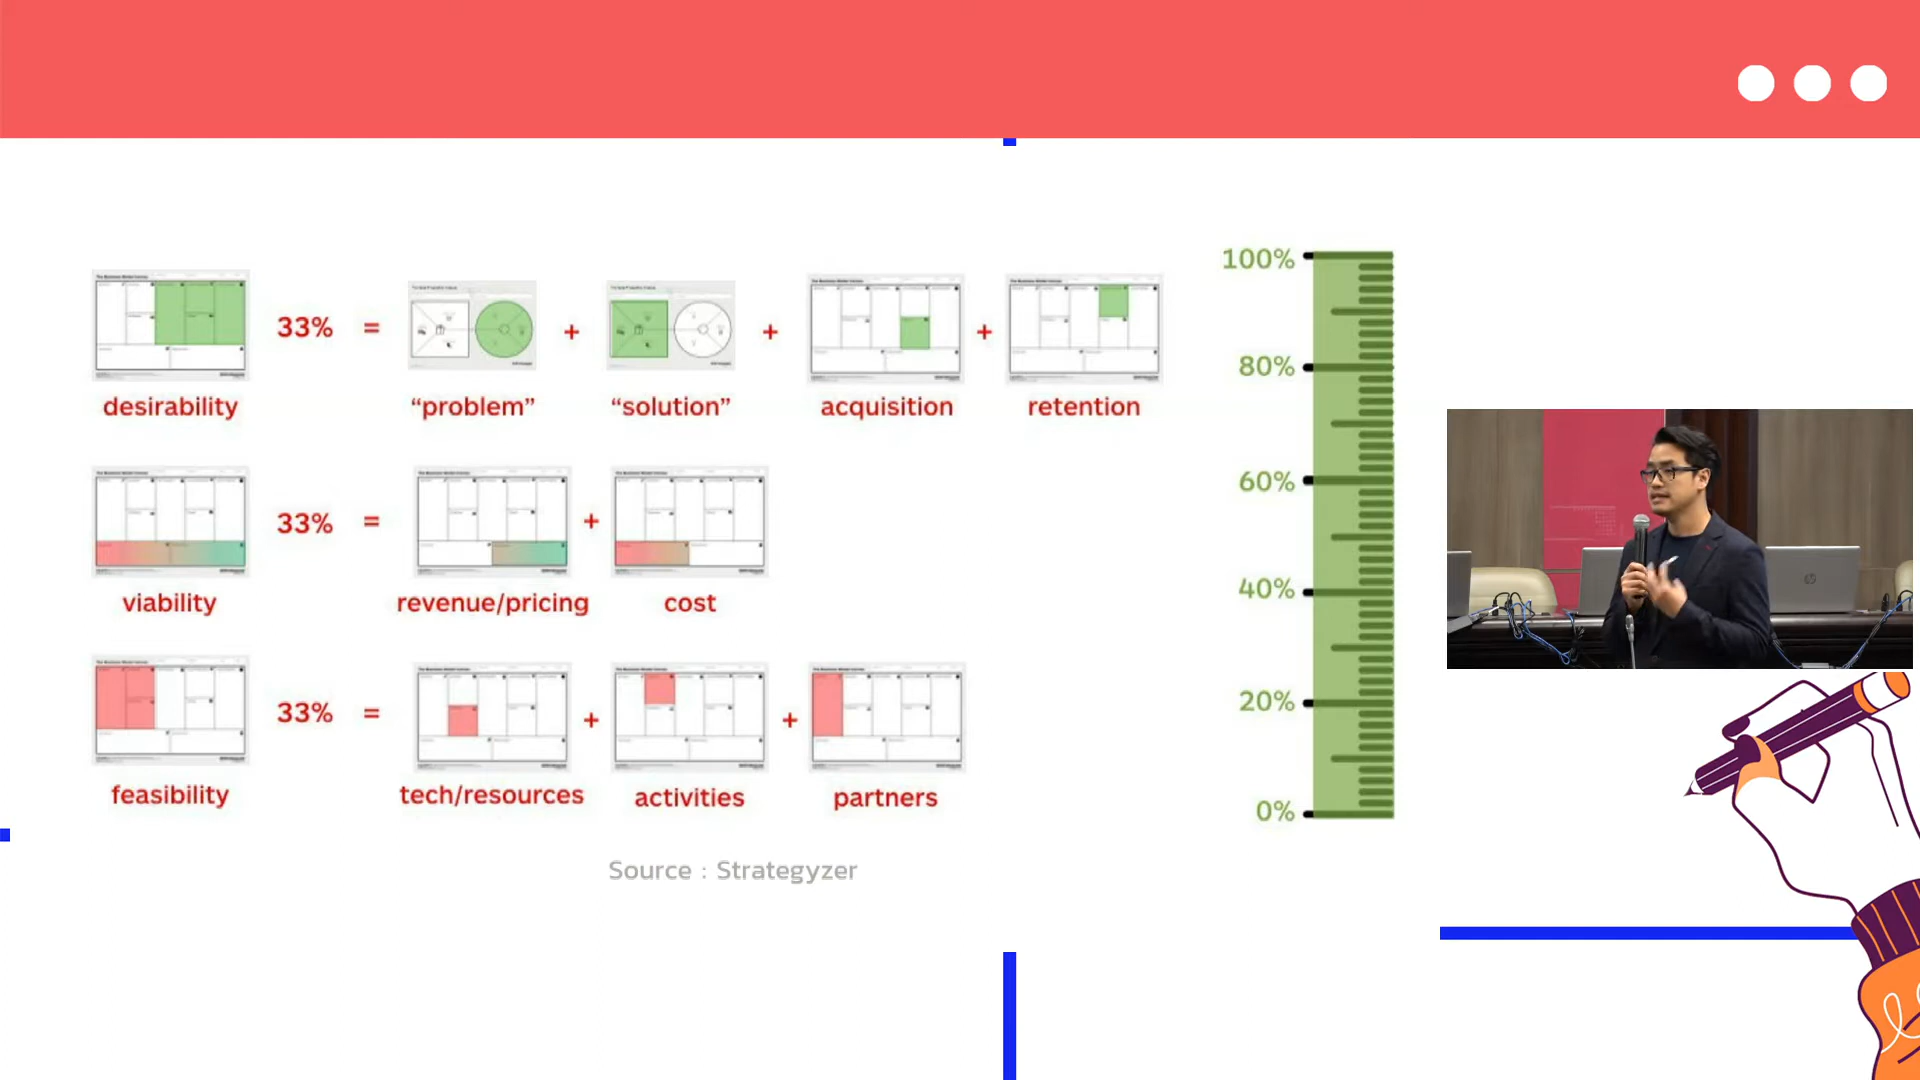 desirability
33% =
"problem"
+
"solution"
+
acquisition
+
retention
viability
33% =
revenue/pricing
+
cost
feasibility
33% =
tech/resources
+
activities
+
partners
100%
80%
60%
40%
20%
0%
Source : Strategyzer